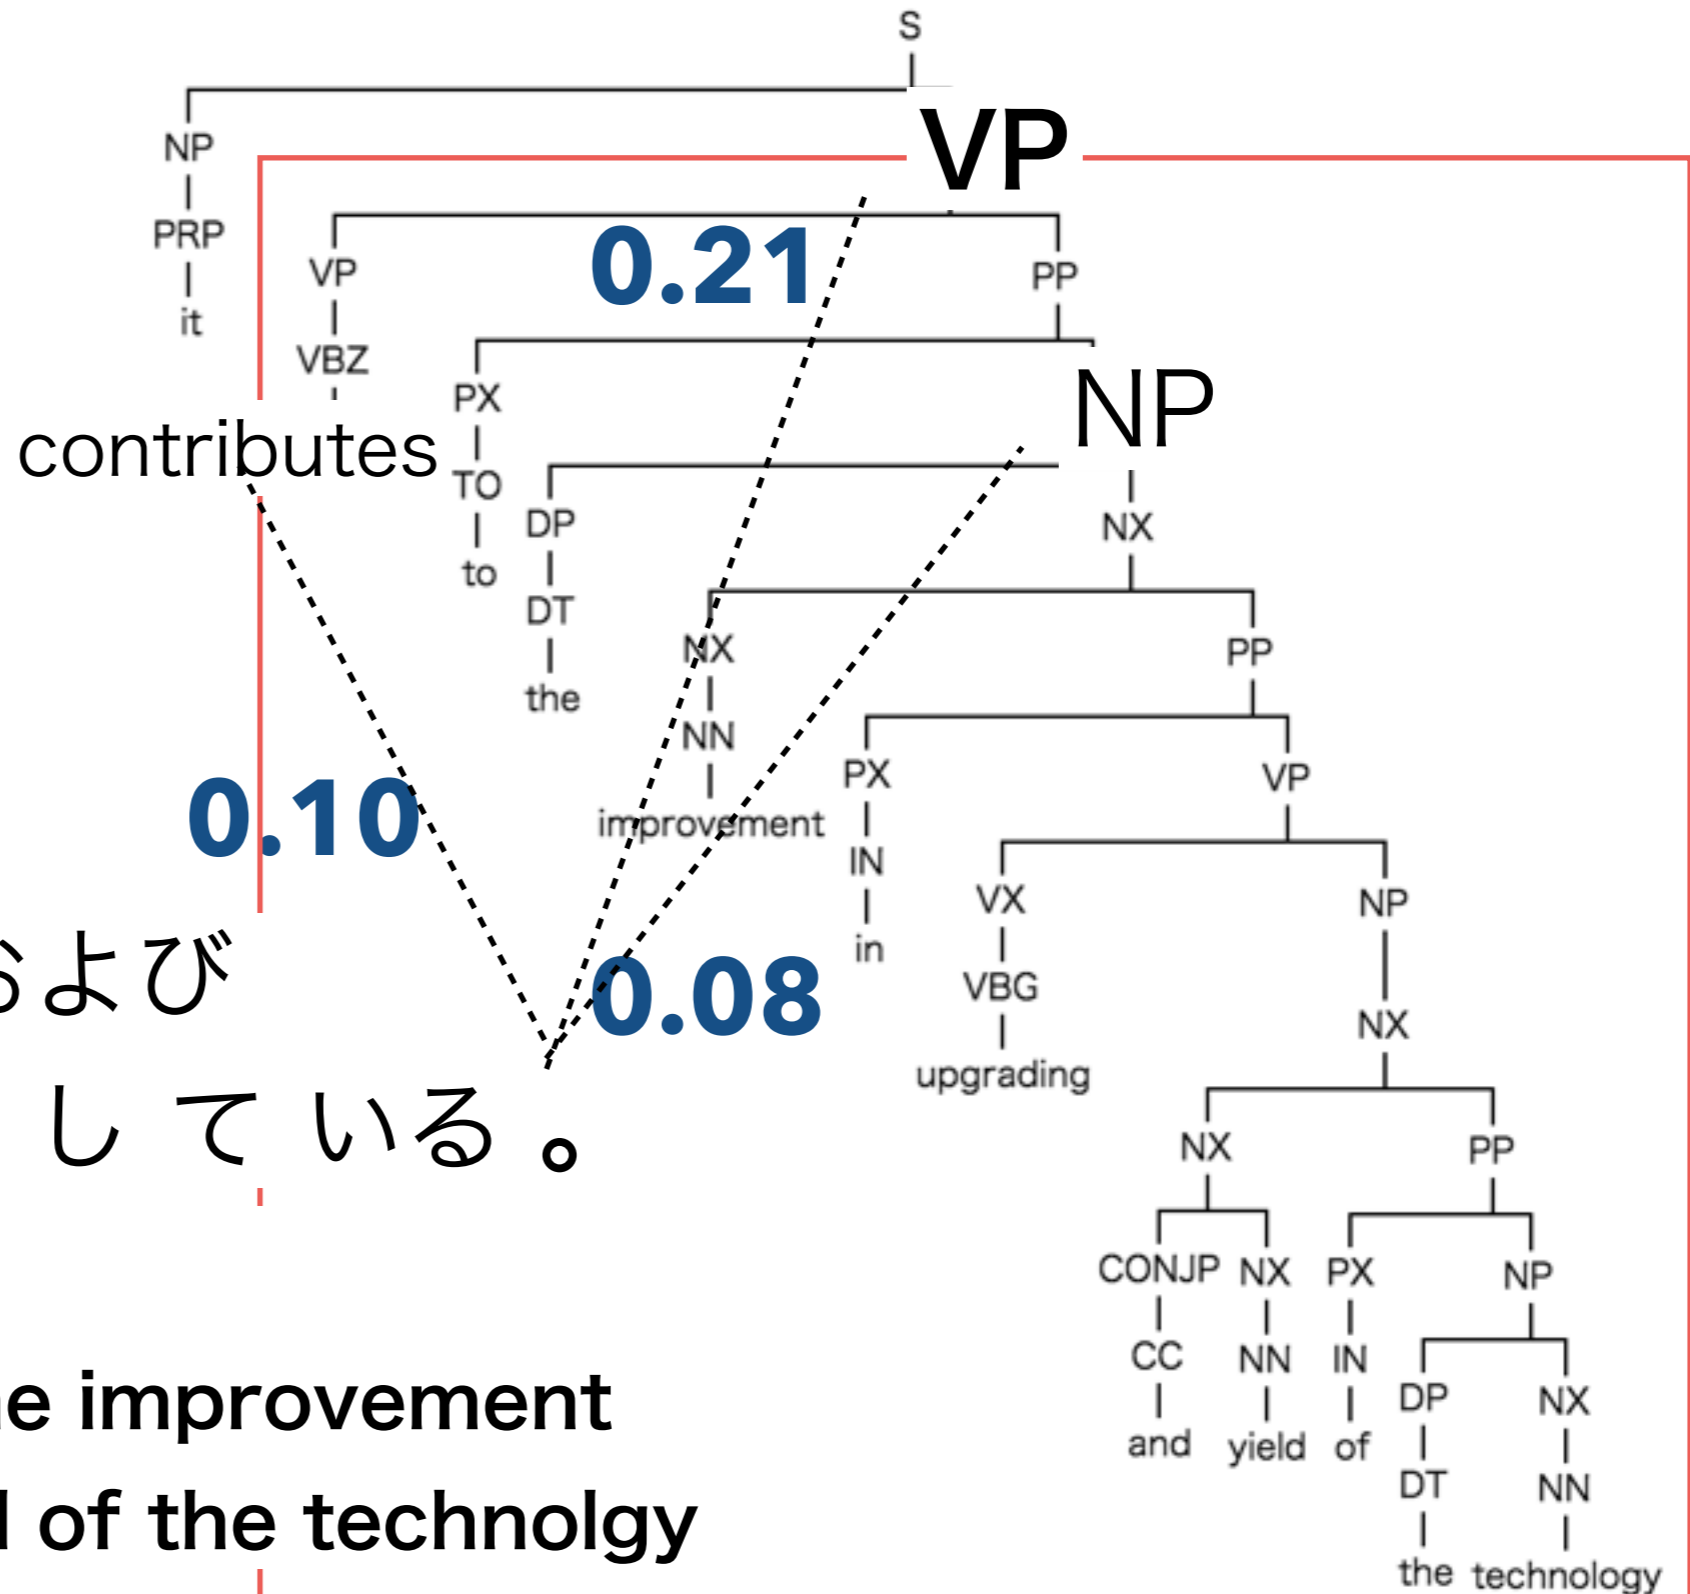 S
NP
VP
PRP
0.21
VP
PP
it
VBZ
PX
NP
contributes
TO
DP
NX
to
DT
NX
PP
the
NN
PX
VP
0.10
improvement
IN
VX
NP
および
in
0.08
VBG
NX
upgrading
している。
NX
PP
CONJP NX PX NP
CC NN IN
DP NX
and yield of
DT NN
the technology
improvement
of the technolgy